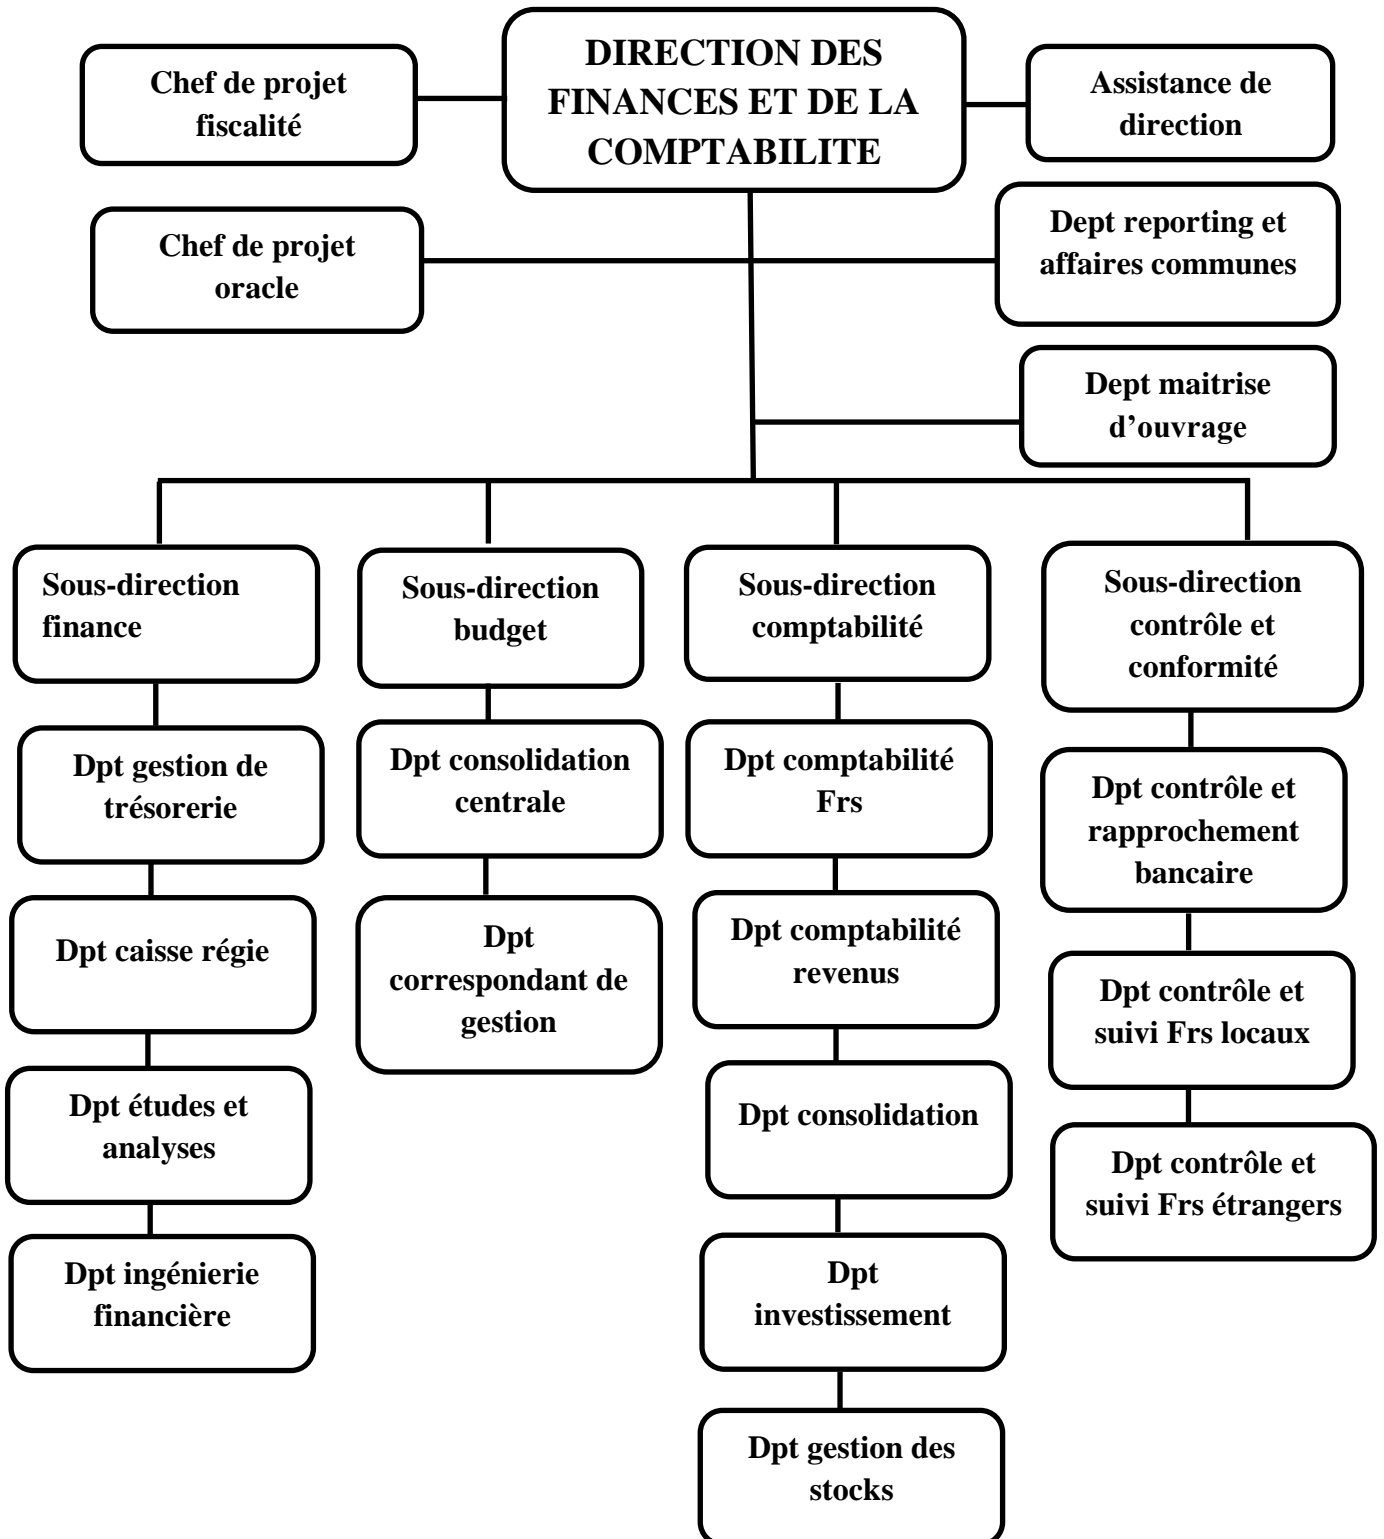 DIRECTION DES
FINANCES ET DE LA
COMPTABILITE
Chef de projet
fiscalité
Assistance de
direction
Chef de projet
oracle
Dept reporting et
affaires communes
Dept maitrise
d’ouvrage
Sous-direction
finance
Dpt gestion de
trésorerie
Dpt caisse régie
Dpt études et
analyses
Dpt ingénierie
financière
Sous-direction
budget
Dpt consolidation
centrale
Dpt
correspondant de
gestion
Sous-direction
comptabilité
Dpt comptabilité
Frs
Dpt comptabilité
revenus
Dpt consolidation
Dpt
investissement
Dpt gestion des
stocks
Sous-direction
contrôle et
conformité
Dpt contrôle et
rapprochement
bancaire
Dpt contrôle et
suivi Frs locaux
Dpt contrôle et
suivi Frs étrangers